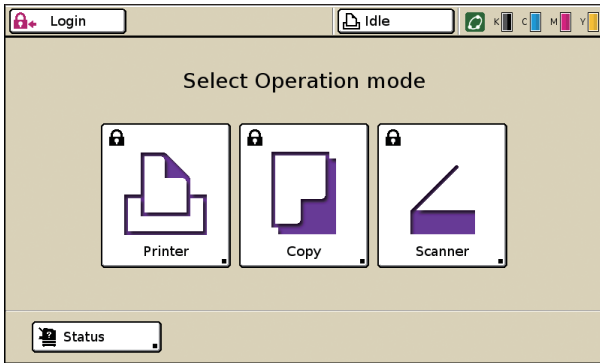 Login
Idle
K C M Y
Select Operation mode
Printer
Copy
Scanner
Status